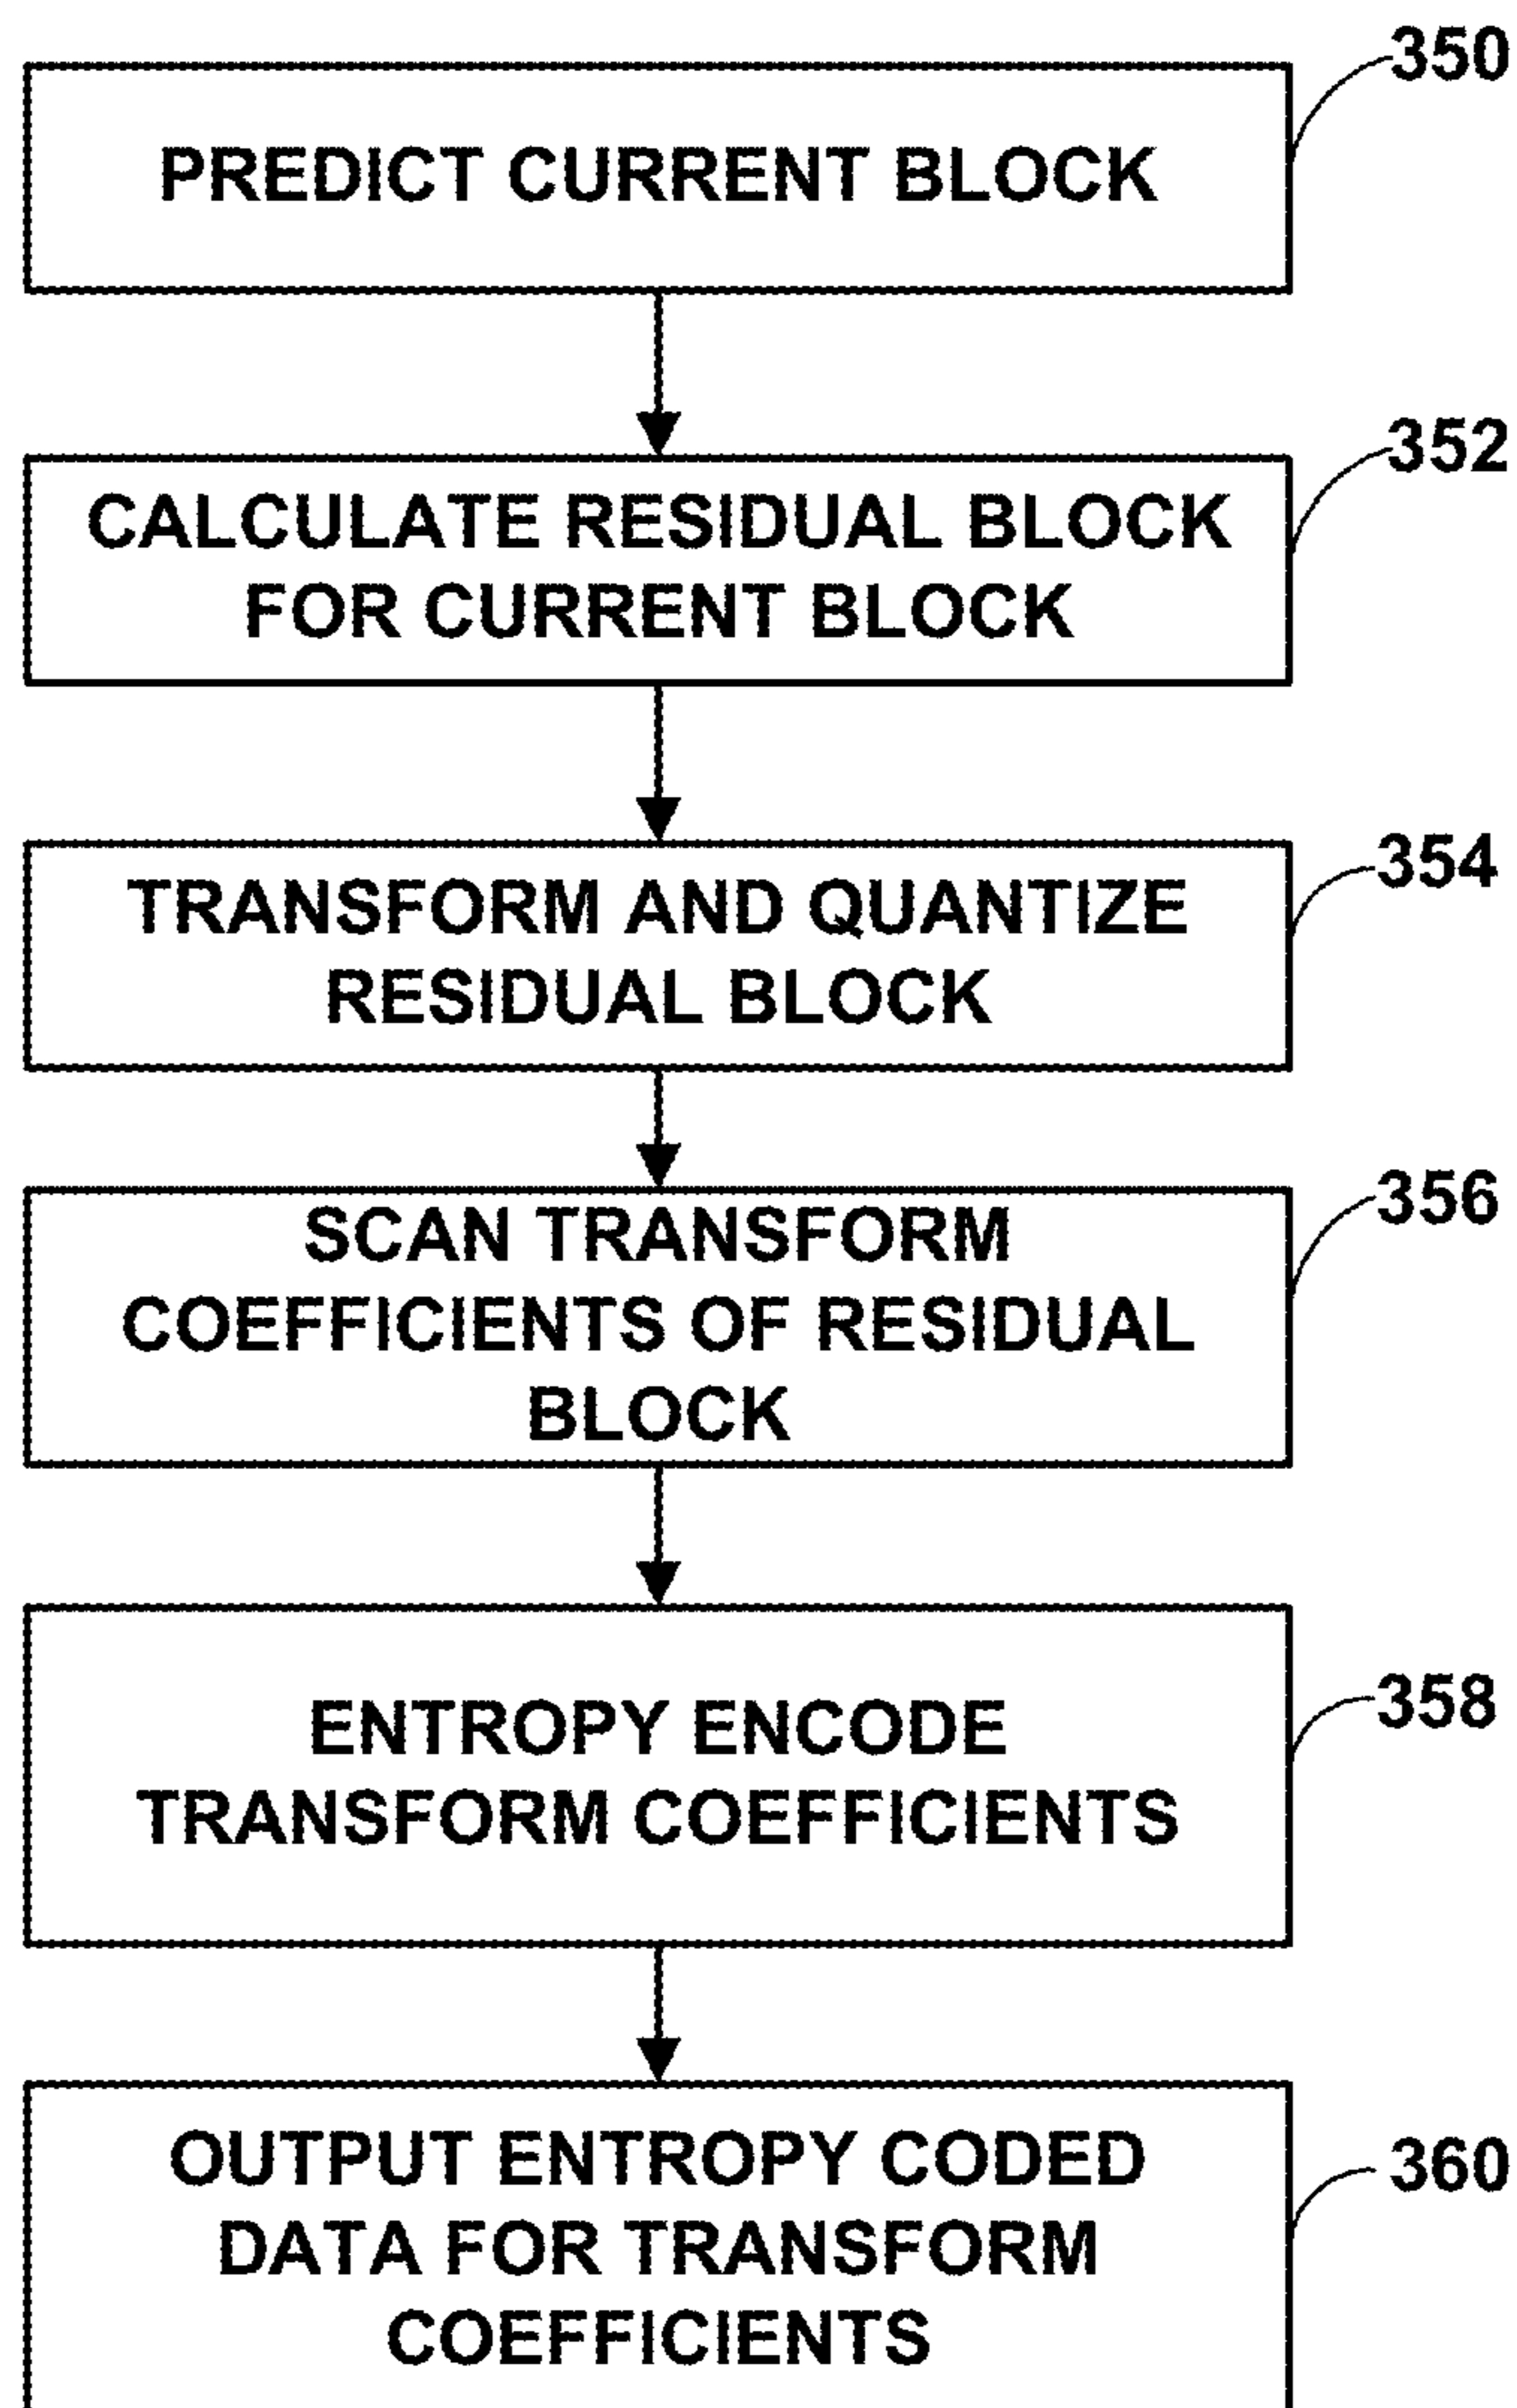 350
PREDICT CURRENT BLOCK
352
CALCULATE RESIDUAL BLOCK
FOR CURRENT BLOCK
354
TRANSFORM AND QUANTIZE
RESIDUAL BLOCK
356
SCAN TRANSFORM
COEFFICIENTS OF RESIDUAL
BLOCK
358
ENTROPY ENCODE
TRANSFORM COEFFICIENTS
360
OUTPUT ENTROPY CODED
DATA FOR TRANSFORM
COEFFICIENTS